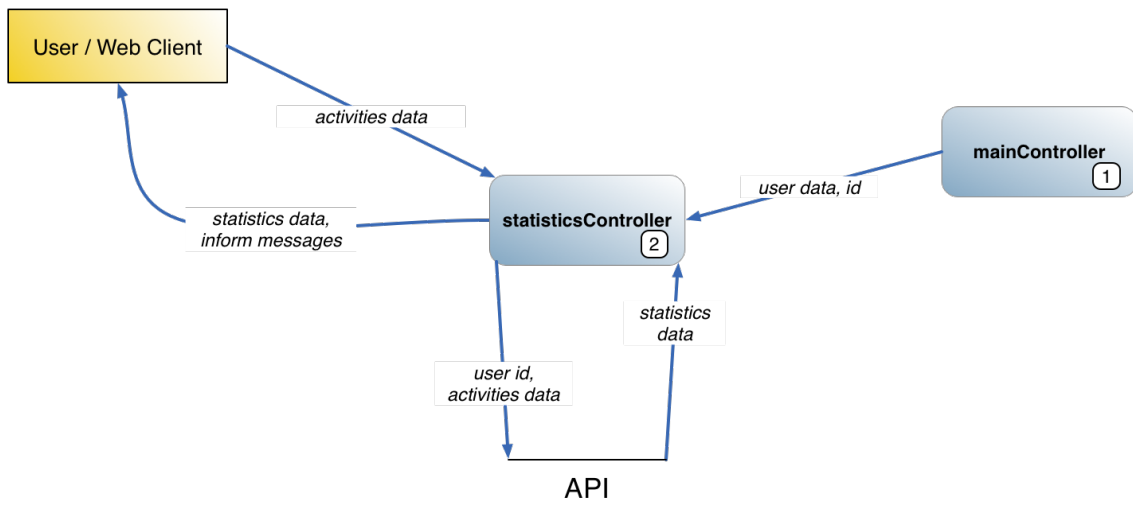 User / Web Client
activities data
mainController
1
user data, id
statistics data,
inform messages
statisticsController
2
statistics
data
user id,
activities data
API